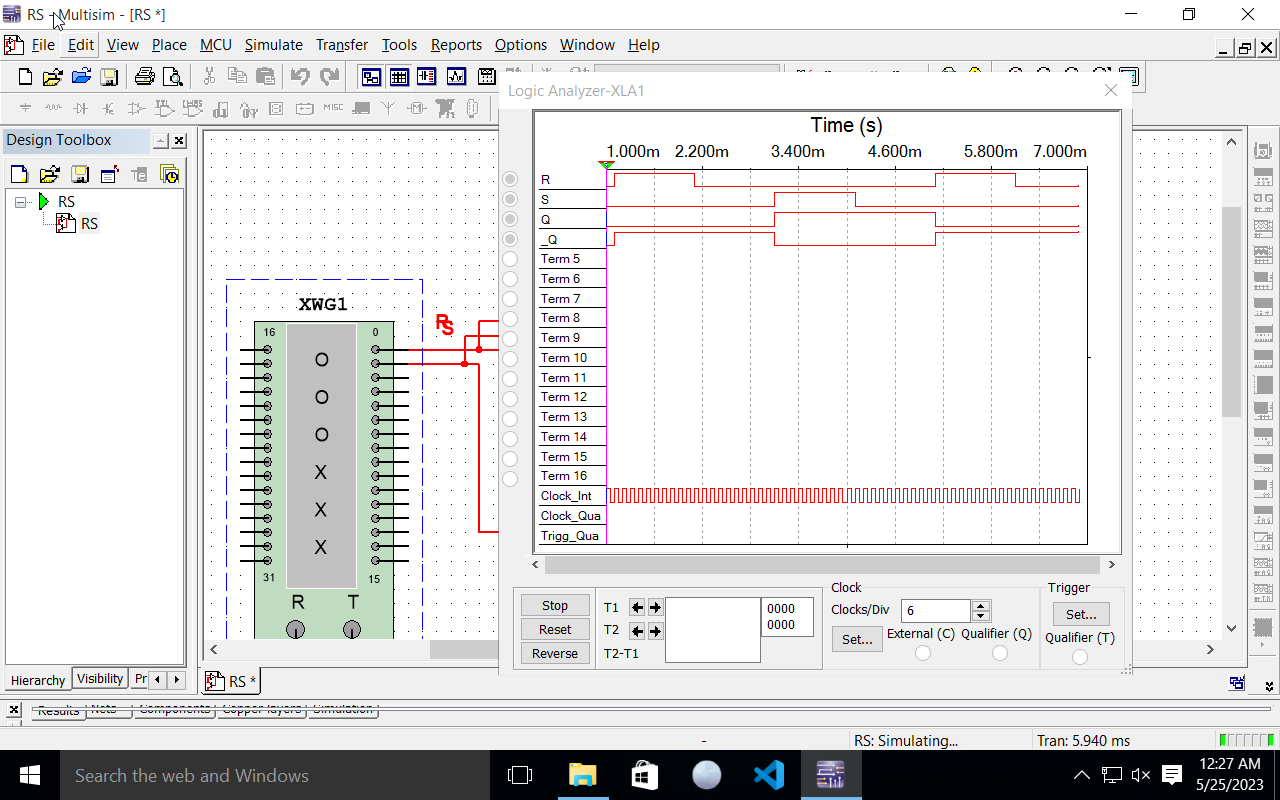 RS - Multisim - [RS *]
File Edit View Place MCU Simulate Transfer Tools Reports Options Window Help
MISC
Design Toolbox
RS
RS
Hierarchy Visibility Pr
XWG1
16 0
O
O
O
X
X
X
31 15
R T
R
S
RS *
Logic Analyzer-XLA1
Time (s)
1.000m 2.200m 3.400m 4.600m 5.800m 7.000m
R
S
Q
_Q
Term 5
Term 6
Term 7
Term 8
Term 9
Term 10
Term 11
Term 12
Term 13
Term 14
Term 15
Term 16
Clock_Int
Clock_Qua
Trigg_Qua
Stop
Reset
Reverse
T1
T2
T2-T1
0000
0000
Clock
Clocks/Div 6
Set... External (C) Qualifier (Q)
Trigger
Set...
Qualifier (T)
Results Nets Components Copper layers Simulation
- RS: Simulating... Tran: 5.940 ms
Search the web and Windows
12:27 AM
5/25/2023